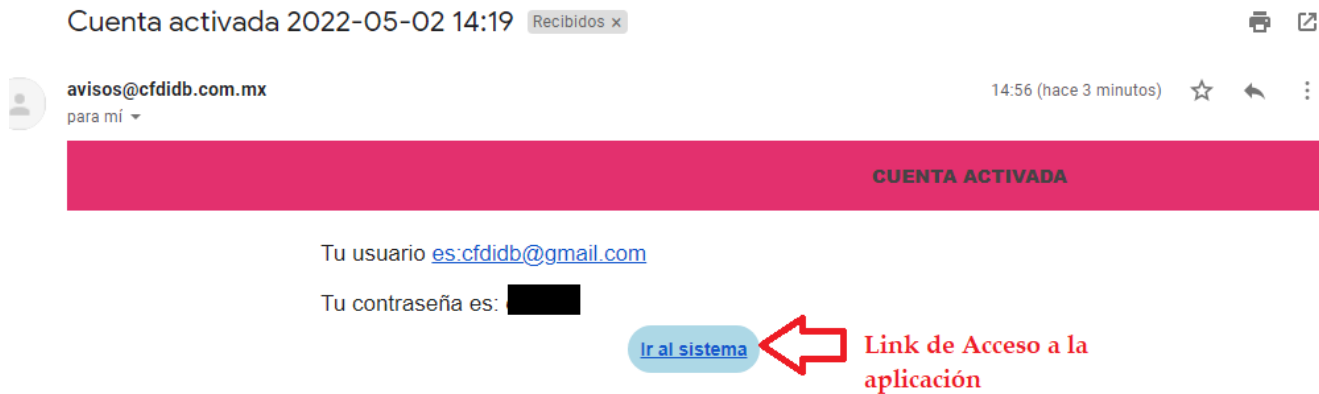 Cuenta activada 2022-05-02 14:19 Recibidos x
avisos@cfdidb.com.mx 14:56 (hace 3 minutos)
para mí
CUENTA ACTIVADA
Tu usuario es:cfdidb@gmail.com
Tu contraseña es:
Ir al sistema
Link de Acceso a la
aplicación